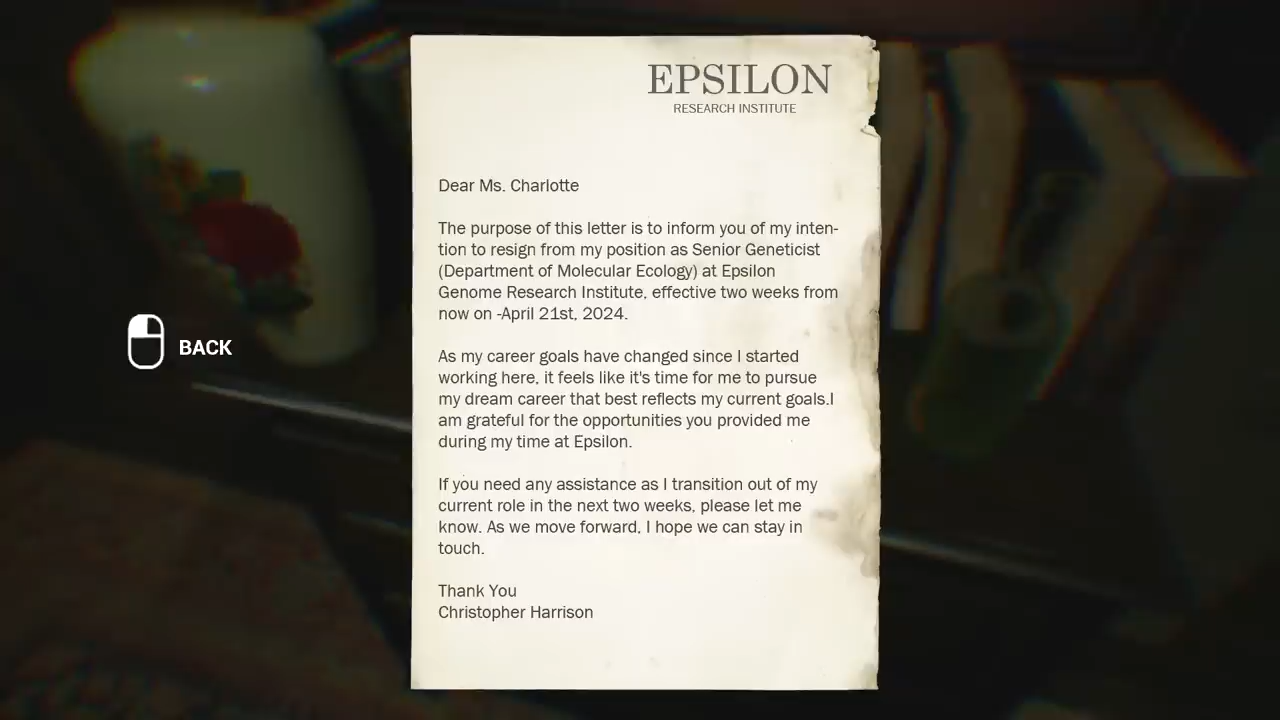 EPSILON
RESEARCH INSTITUTE
Dear Ms. Charlotte
The purpose of this letter is to inform you of my inten-
tion to resign from my position as Senior Geneticist
(Department of Molecular Ecology) at Epsilon
Genome Research Institute, effective two weeks from
now on -April 21st, 2024.
As my career goals have changed since I started
working here, it feels like it's time for me to pursue
my dream career that best reflects my current goals.I
am grateful for the opportunities you provided me
during my time at Epsilon.
If you need any assistance as I transition out of my
current role in the next two weeks, please let me
know. As we move forward, I hope we can stay in
touch.
Thank You
Christopher Harrison
BACK